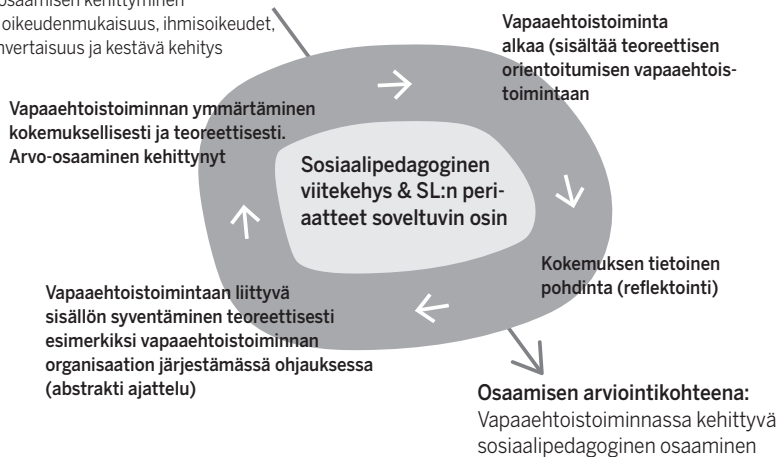 osaamisen kehittyminen
oikeudenmukaisuus, ihmisoikeudet,
nvertaisuus ja kestävä kehitys
Vapaaehtoistoiminta
alkaa (sisältää teoreettisen
orientoitumisen vapaaehtois-
toimintaan
Vapaaehtoistoiminnan ymmärtäminen
kokemuksellisesti ja teoreettisesti.
Arvo-osaaminen kehittynyt
Sosiaalipedagoginen
viitekehys & SL:n peri-
aatteet soveltuvin osin
Kokemuksen tietoinen
pohdinta (reflektointi)
Vapaaehtoistoimintaan liittyvä
sisällön syventäminen teoreettisesti
esimerkiksi vapaaehtoistoiminnan
organisaation järjestämässä ohjauksessa
(abstrakti ajattelu)
Osaamisen arviointikohteena:
Vapaaehtoistoiminnassa kehittyvä
sosiaalipedagoginen osaaminen